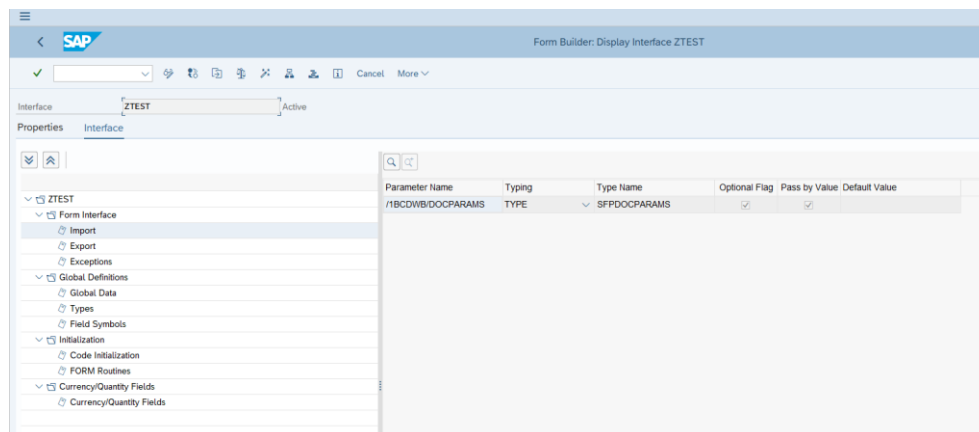 SAP
Form Builder: Display Interface ZTEST
Cancel More
Interface ZTEST Active
Properties Interface
Parameter Name Typing Type Name Optional Flag Pass by Value Default Value
/1BCDWB/DOCPARAMS TYPE SFPDOCPARAMS
ZTEST
Form Interface
Import
Export
Exceptions
Global Definitions
Global Data
Types
Field Symbols
Initialization
Code Initialization
FORM Routines
Currency/Quantity Fields
Currency/Quantity Fields